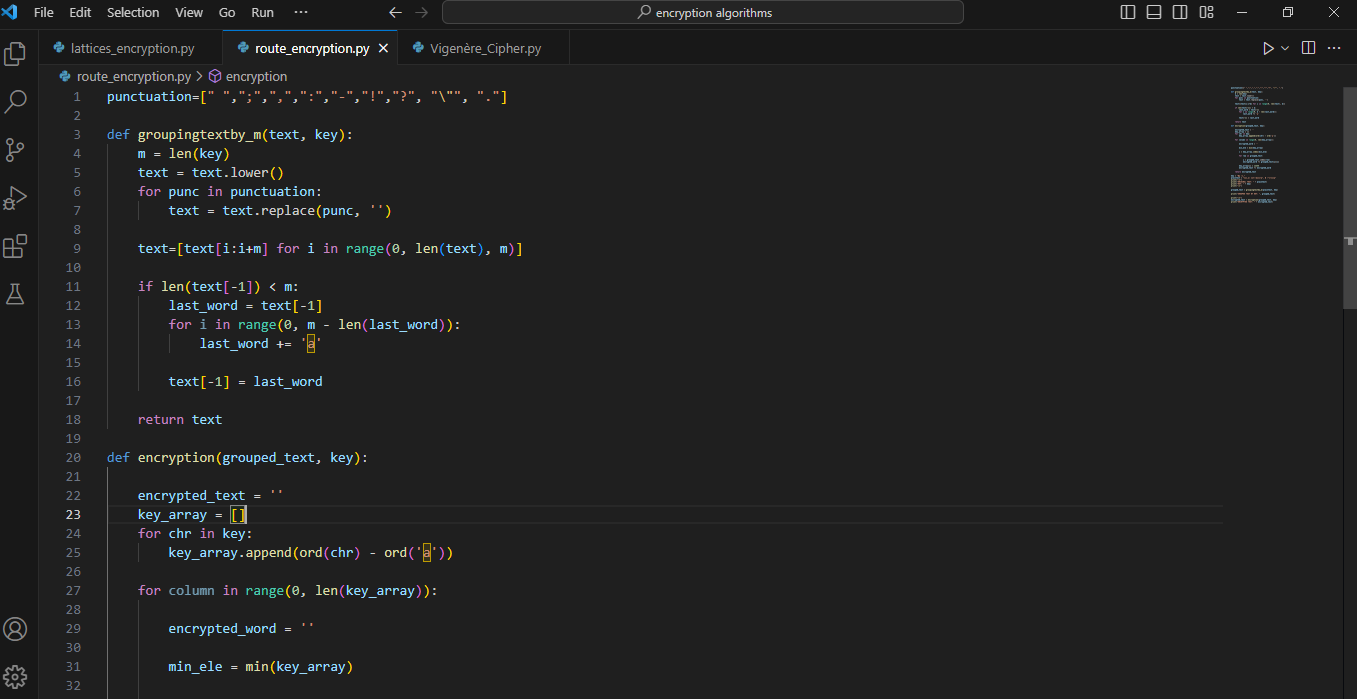 File Edit Selection View Go Run ··· encryption algorithms
lattices_encryption.py route_encryption.py Vigenère_Cipher.py
route_encryption.py > encryption
1 punctuation=[" ",";",",",":","-","!","?", "\"", "."]
2
3 def groupingtextby_m(text, key):
4     m = len(key)
5     text = text.lower()
6     for punc in punctuation:
7         text = text.replace(punc, '')
8
9     text=[text[i:i+m] for i in range(0, len(text), m)]
10
11     if len(text[-1]) < m:
12         last_word = text[-1]
13         for i in range(0, m - len(last_word)):
14             last_word += 'а'
15
16         text[-1] = last_word
17
18     return text
19
20 def encryption(grouped_text, key):
21
22     encrypted_text = ''
23     key_array = []
24     for chr in key:
25         key_array.append(ord(chr) - ord('а'))
26
27     for column in range(0, len(key_array)):
28
29         encrypted_word = ''
30
31         min_ele = min(key_array)
32